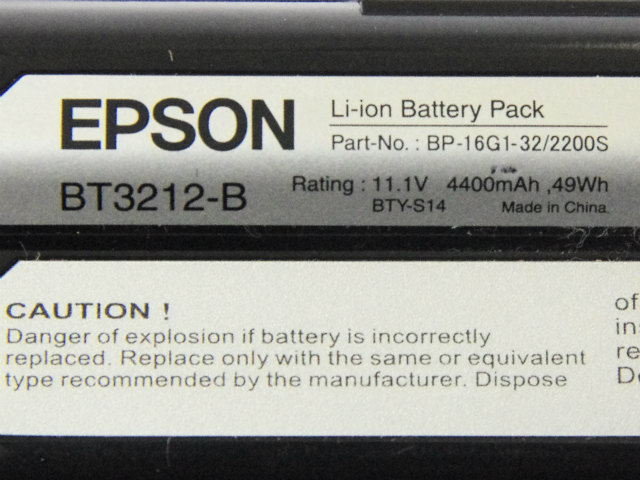 EPSON
Li-ion Battery Pack
Part-No. : BP-16G1-32/2200S
BT3212-B
Rating : 11.1V 4400mAh ,49Wh
BTY-S14 Made in China
CAUTION !
Danger of explosion if battery is incorrectly
replaced. Replace only with the same or equivalent
type recommended by the manufacturer. Dispose
of